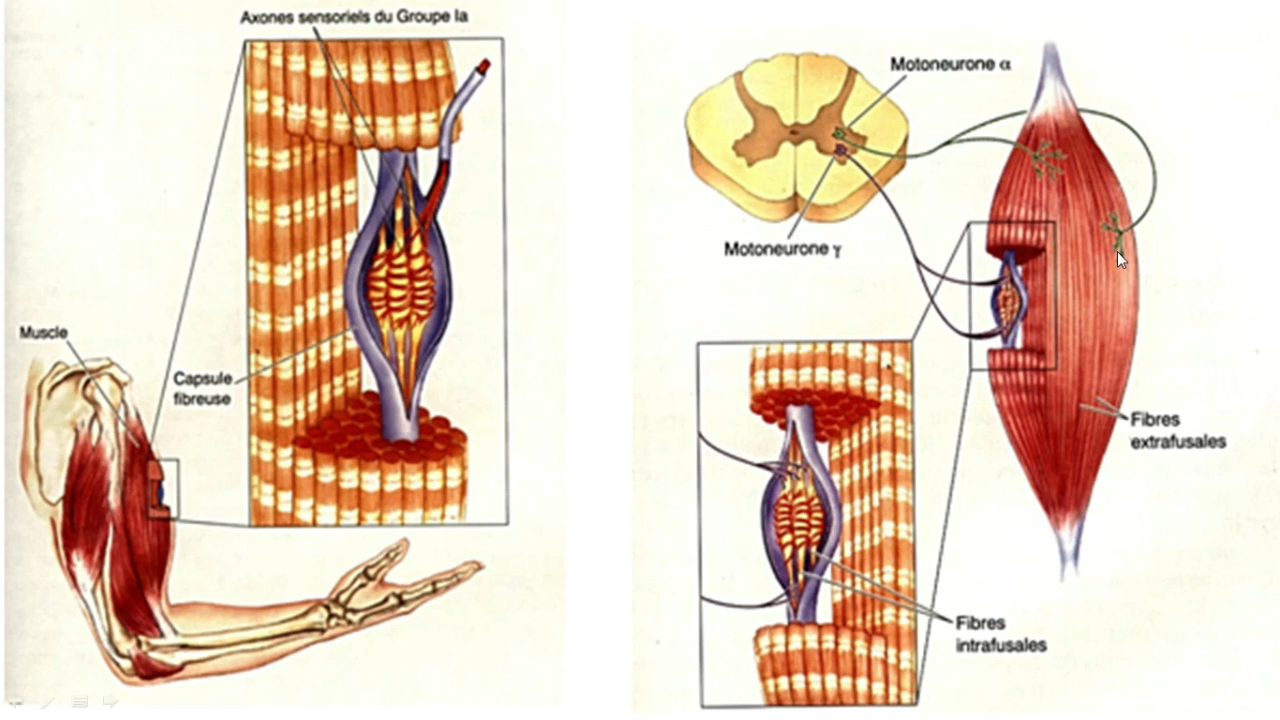 Axones sensoriels du Groupe Ia
Muscle
Capsule
fibreuse
Motoneurone α
Motoneurone γ
Fibres
extrafusales
Fibres
intrafusales